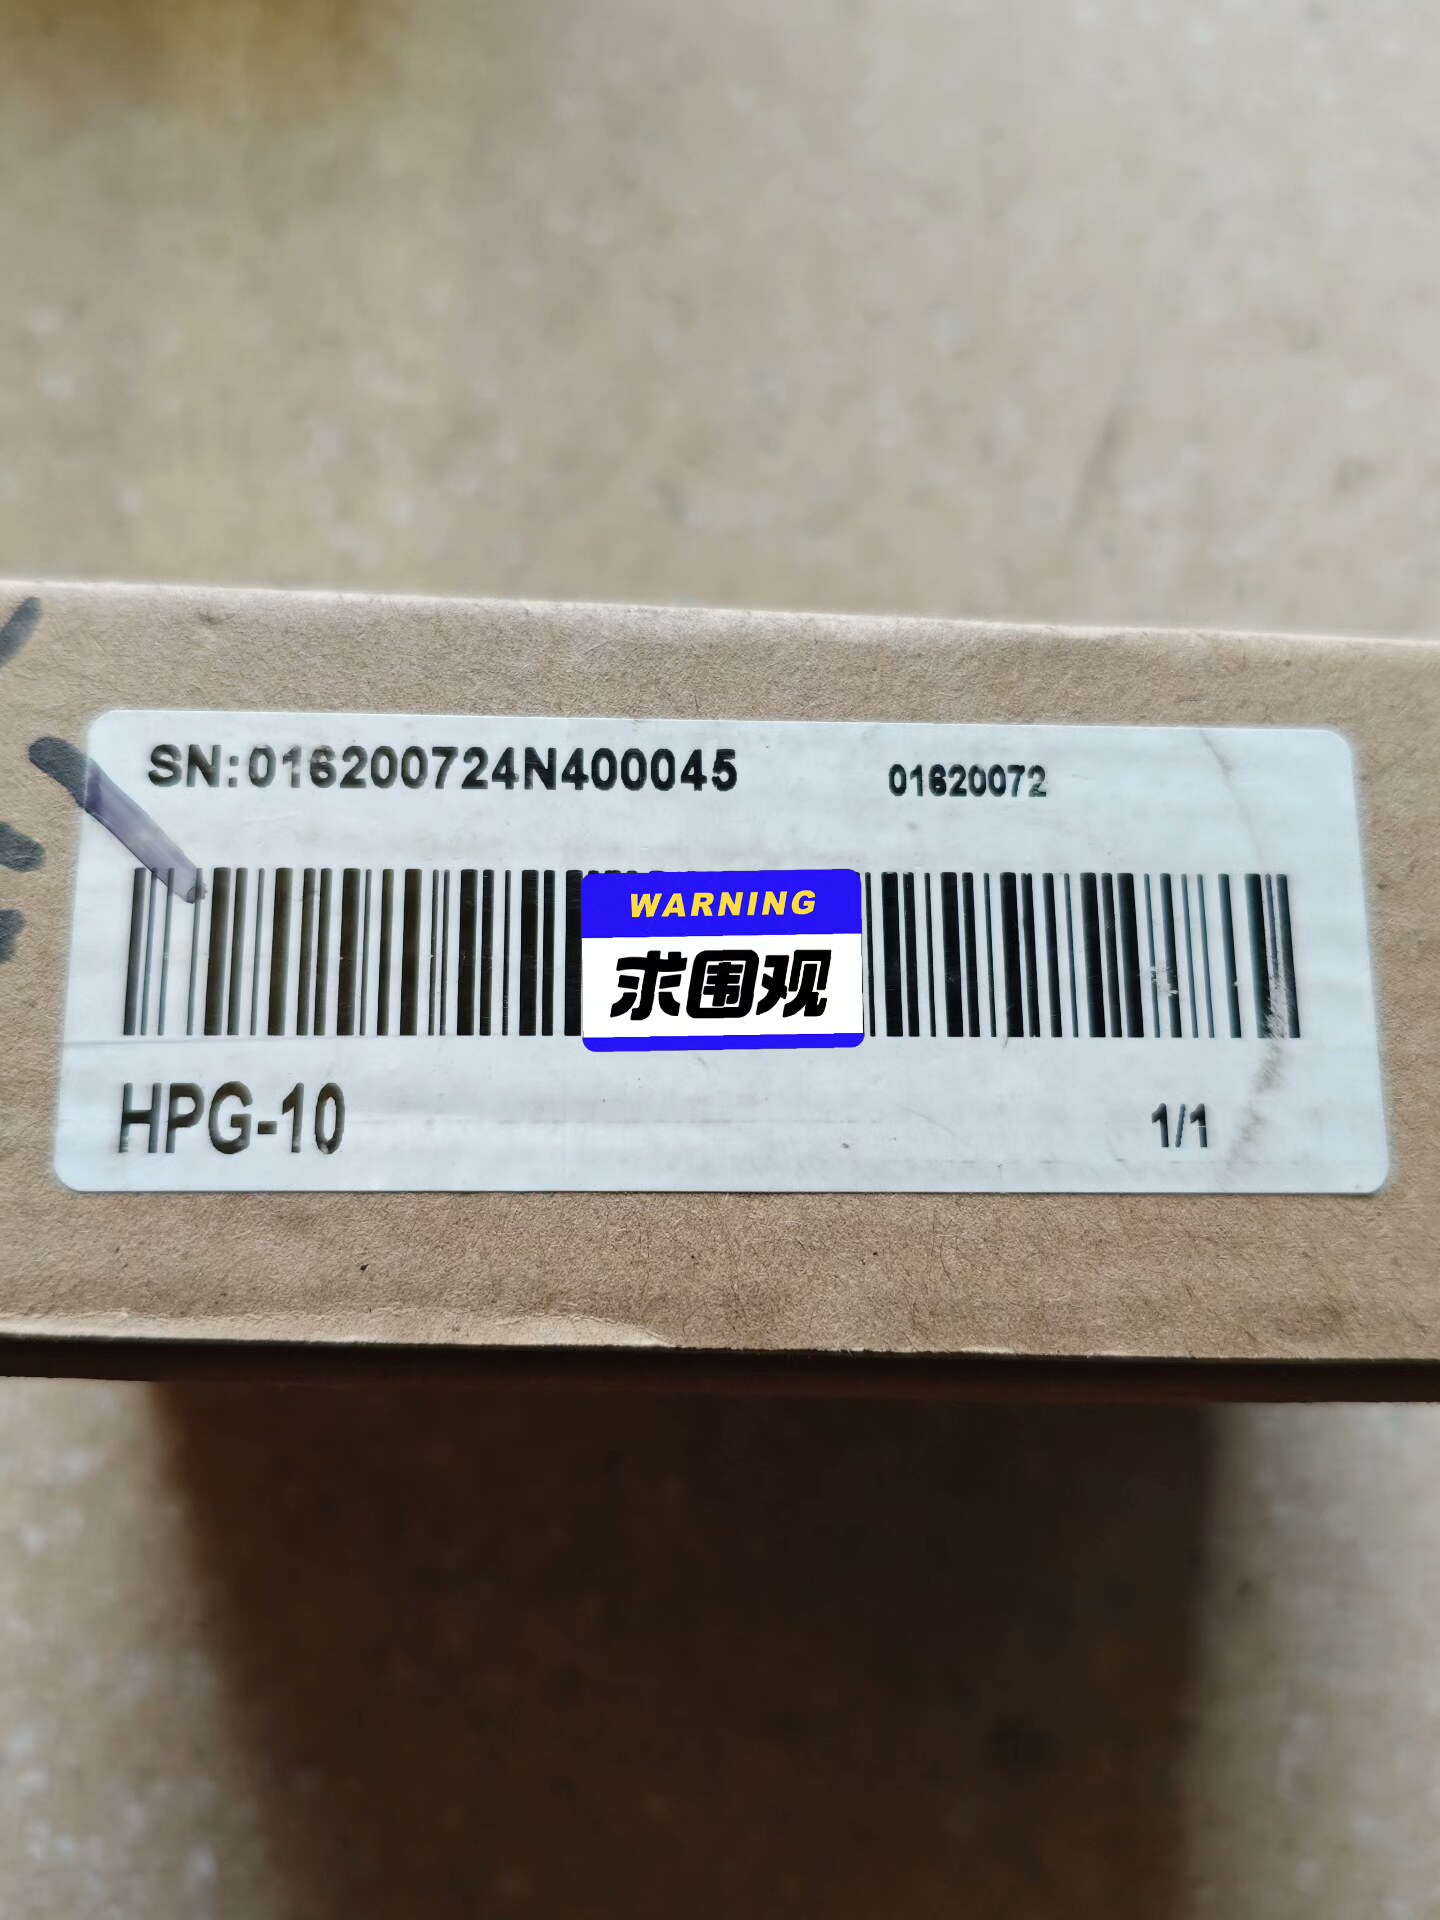 SN:016200724N400045
01620072
WARNING
求围观
HPG-10
1/1